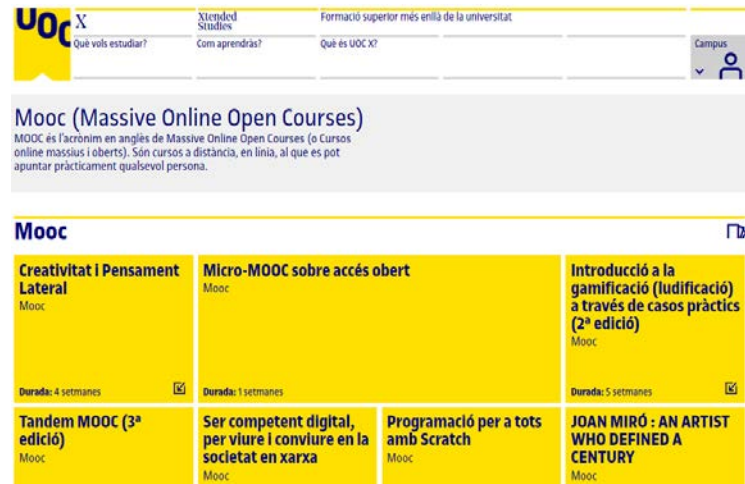 UOC
X
Xtended
Studies
Formació superior més enllà de la universitat
Què vols estudiar?
Com aprendràs?
Què és UOC X?
Campus
Mooc (Massive Online Open Courses)
MOOC és l'acrònim en anglès de Massive Online Open Courses (o Cursos
online massius i oberts). Són cursos a distància, en línia, al que es pot
apuntar pràcticament qualsevol persona.
Mooc
Creativitat i Pensament
Lateral
Mooc
Durada: 4 setmanes
Micro-MOOC sobre accés obert
Mooc
Durada: 1 setmanes
Introducció a la
gamificació (ludificació)
a través de casos pràctics
(2ª edició)
Mooc
Durada: 5 setmanes
Tandem MOOC (3ª
edició)
Mooc
Ser competent digital,
per viure i conviure en la
societat en xarxa
Mooc
Programació per a tots
amb Scratch
Mooc
JOAN MIRÓ : AN ARTIST
WHO DEFINED A
CENTURY
Mooc